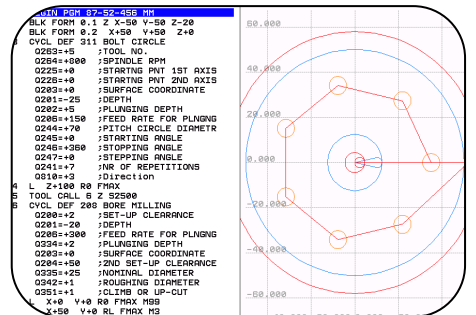 GIN PGM 87-52-456 MM
BLK FORM 0.1 Z X-50 Y-50 Z-20
BLK FORM 0.2 X+50 Y+50 Z+0
CYCL DEF 311 BOLT CIRCLE
Q263=+5 ;TOOL NO.
Q264=+800 ;SPINDLE RPM
Q225=+0 ;STARTNG PNT 1ST AXIS
Q226=+0 ;STARTNG PNT 2ND AXIS
Q203=+0 ;SURFACE COORDINATE
Q201=-25 ;DEPTH
Q202=+5 ;PLUNGING DEPTH
Q206=+150 ;FEED RATE FOR PLNGNG
Q244=+70 ;PITCH CIRCLE DIAMETR
Q245=+0 ;STARTING ANGLE
Q246=+360 ;STOPPING ANGLE
Q247=+0 ;STEPPING ANGLE
Q241=+7 ;NR OF REPETITIONS
Q810=+3 ;Direction
4 L Z+100 R0 FMAX
5 TOOL CALL 6 Z S2500
6 CYCL DEF 208 BORE MILLING
Q200=+2 ;SET-UP CLEARANCE
Q201=-20 ;DEPTH
Q206=+300 ;FEED RATE FOR PLNGNG
Q334=+2 ;PLUNGING DEPTH
Q203=+0 ;SURFACE COORDINATE
Q204=+50 ;2ND SET-UP CLEARANCE
Q335=+25 ;NOMINAL DIAMETER
Q342=+1 ;ROUGHING DIAMETER
Q351=+1 ;CLIMB OR UP-CUT
L X+0 Y+0 R0 FMAX M99
X+50 Y+0 RL FMAX M3
60.000
40.000
20.000
0.000
-20.000
-40.000
-60.000